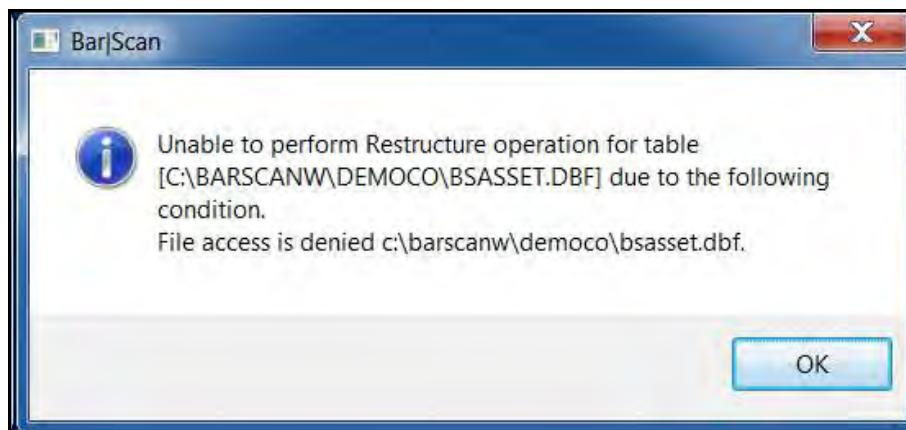 Bar|Scan
Unable to perform Restructure operation for table
[C:\BARSCANW\DEMOCO\BSASSET.DBF] due to the following
condition.
File access is denied c:\barscanw\democo\bsasset.dbf.
OK